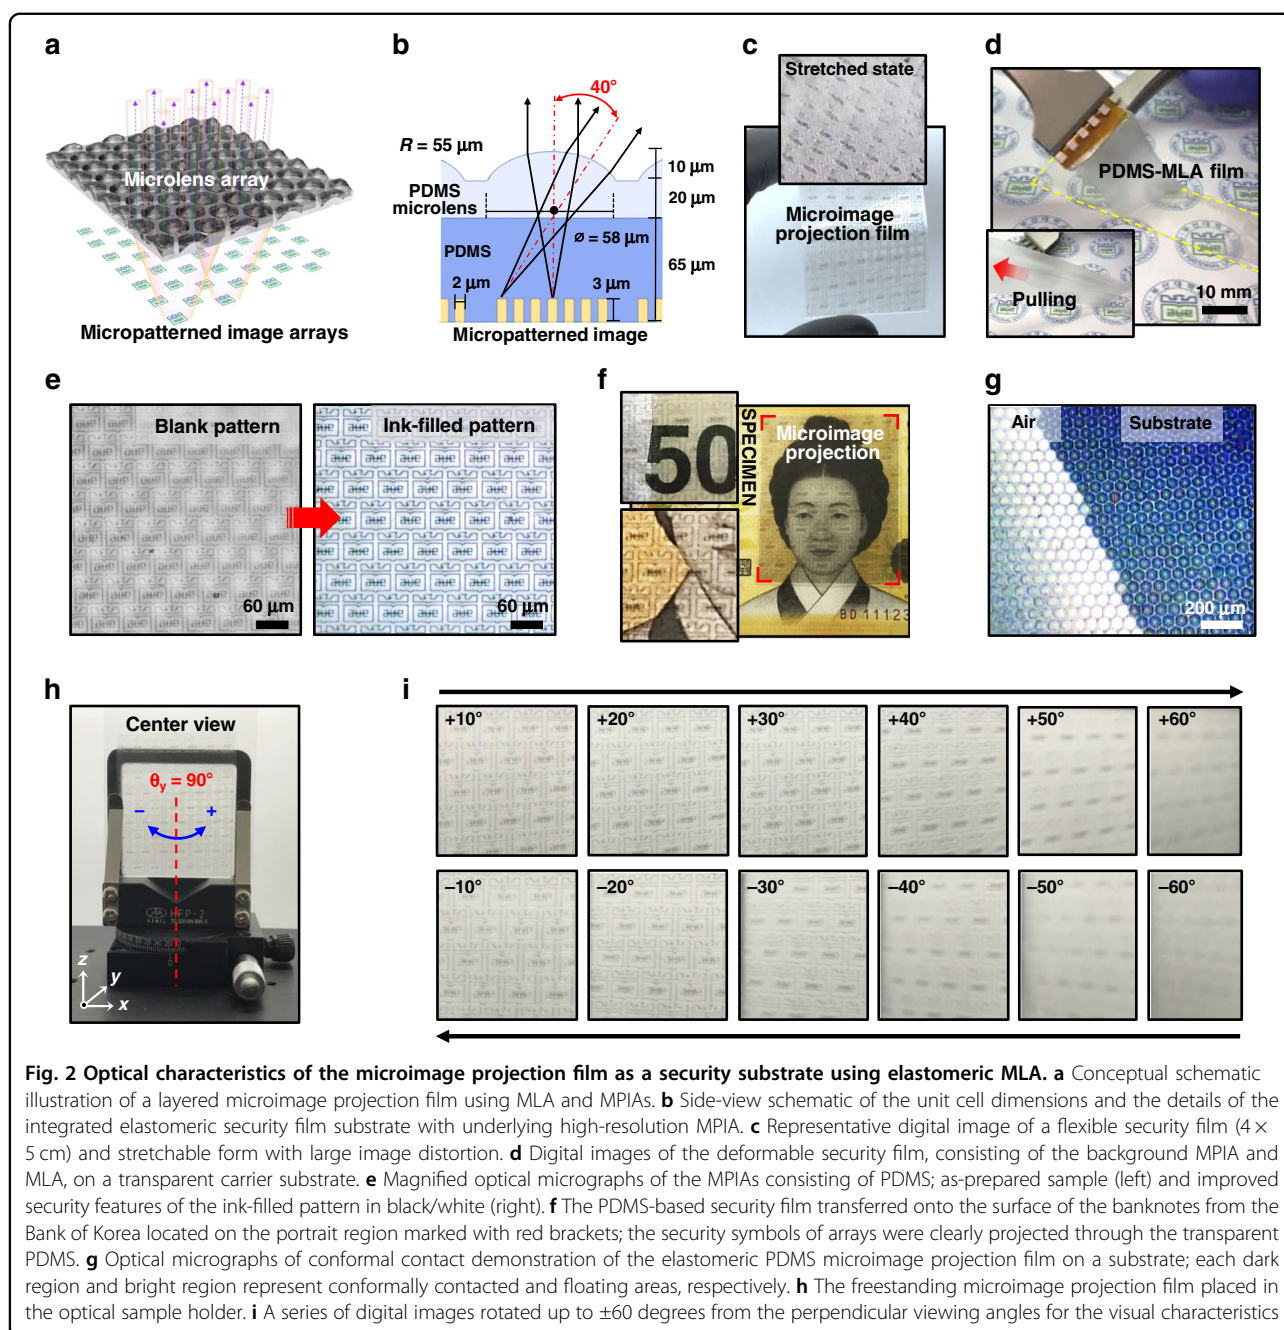 a
Microlens array
Micropatterned image arrays
b
40°
R = 55 μm
10 μm
PDMS
microlens
20 μm
PDMS
ø = 58 μm
65 μm
2 μm
3 μm
Micropatterned image
c
Stretched state
Microimage
projection film
d
PDMS-MLA film
Pulling
10 mm
e
Blank pattern
60 μm
Ink-filled pattern
60 μm
f
50
SPECIMEN
Microimage
projection
BD 11123
g
Air
Substrate
200 μm
h
Center view
θy = 90°
– +
HFP-2
z
y
x
i
+10° +20° +30° +40° +50° +60°
–10° –20° –30° –40° –50° –60°
Fig. 2 Optical characteristics of the microimage projection film as a security substrate using elastomeric MLA. a Conceptual schematic
illustration of a layered microimage projection film using MLA and MPIAs. b Side-view schematic of the unit cell dimensions and the details of the
integrated elastomeric security film substrate with underlying high-resolution MPIA. c Representative digital image of a flexible security film (4 ×
5 cm) and stretchable form with large image distortion. d Digital images of the deformable security film, consisting of the background MPIA and
MLA, on a transparent carrier substrate. e Magnified optical micrographs of the MPIAs consisting of PDMS; as-prepared sample (left) and improved
security features of the ink-filled pattern in black/white (right). f The PDMS-based security film transferred onto the surface of the banknotes from the
Bank of Korea located on the portrait region marked with red brackets; the security symbols of arrays were clearly projected through the transparent
PDMS. g Optical micrographs of conformal contact demonstration of the elastomeric PDMS microimage projection film on a substrate; each dark
region and bright region represent conformally contacted and floating areas, respectively. h The freestanding microimage projection film placed in
the optical sample holder. i A series of digital images rotated up to ±60 degrees from the perpendicular viewing angles for the visual characteristics